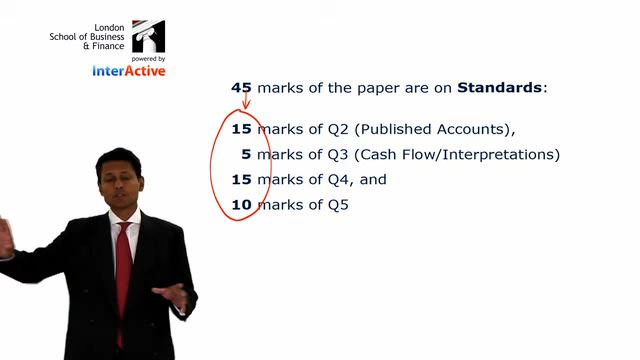 London
School of Business
& Finance
powered by
InterActive
45 marks of the paper are on Standards:
15 marks of Q2 (Published Accounts),
5 marks of Q3 (Cash Flow/Interpretations)
15 marks of Q4, and
10 marks of Q5